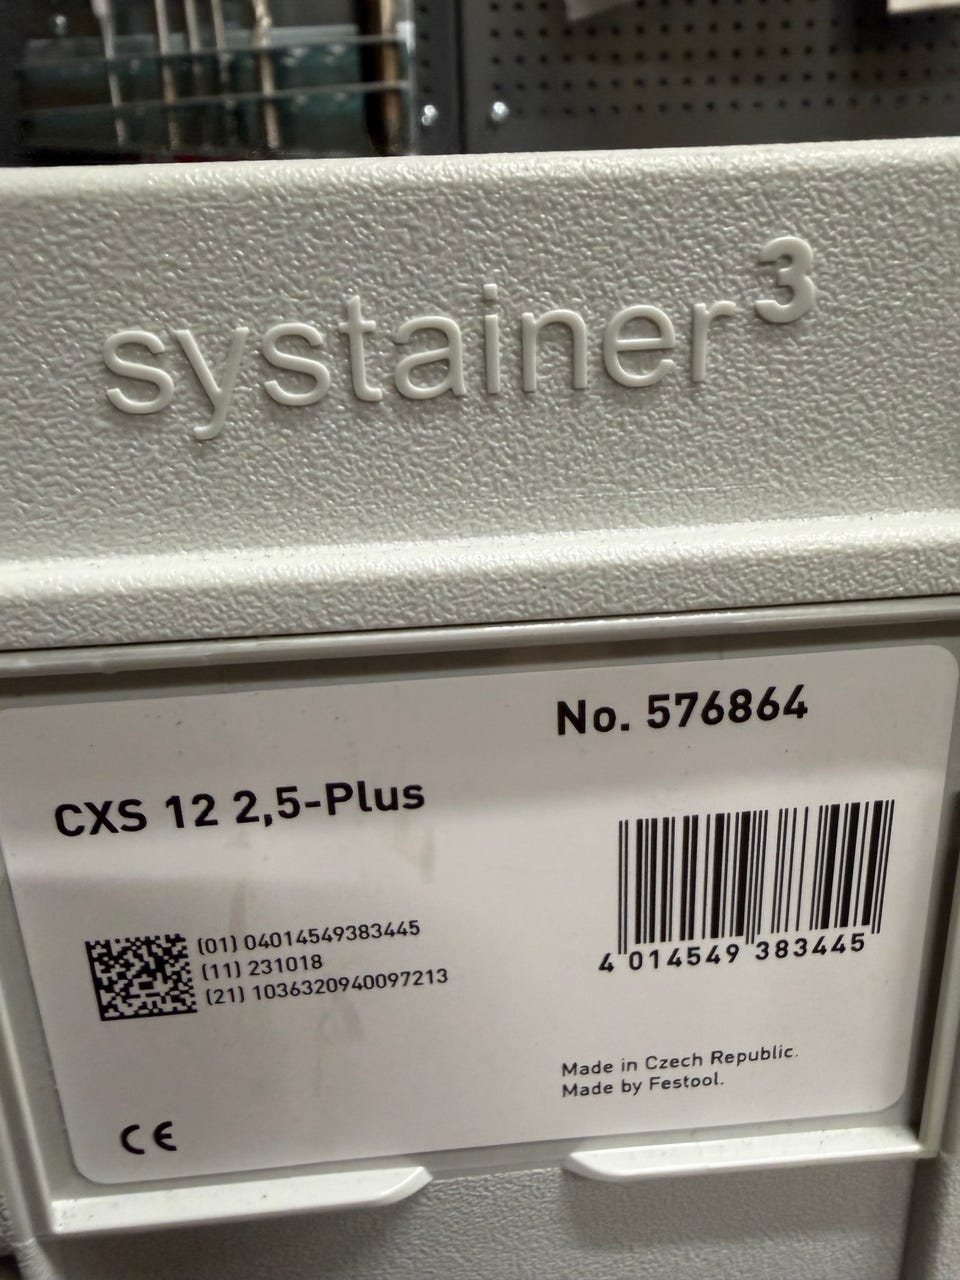 systainer³
No. 576864
CXS 12 2,5-Plus
(01) 04014549383445
(11) 231018
(21) 1036320940097213
4 014549 383445
Made in Czech Republic.
Made by Festool.
CE